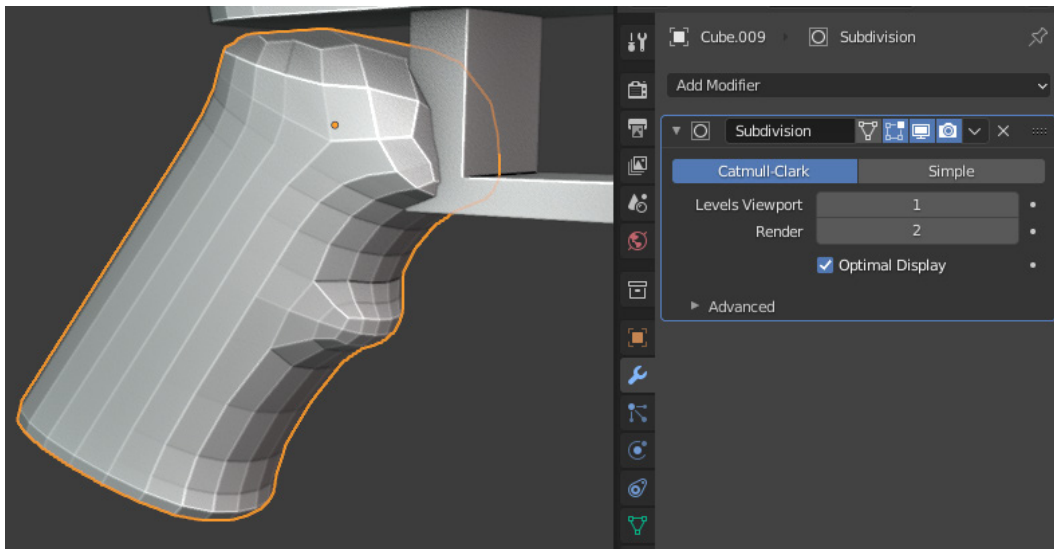 Cube.009 Subdivision
Add Modifier
Subdivision
Catmull-Clark Simple
Levels Viewport 1
Render 2
Optimal Display
Advanced